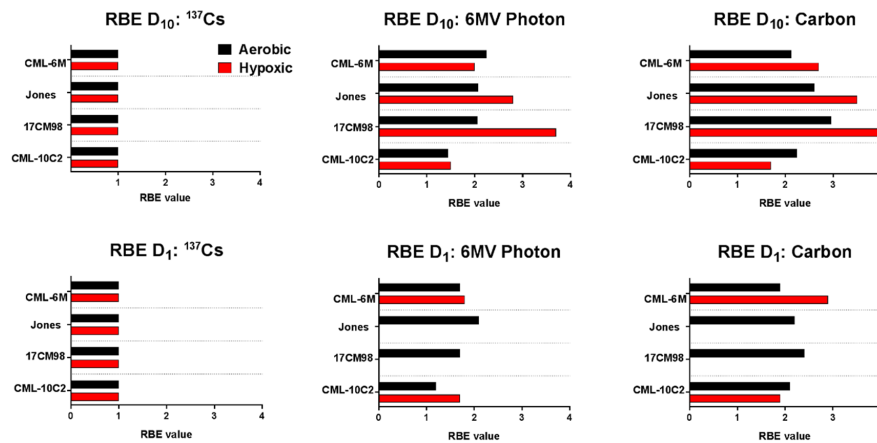 RBE D₁₀: ¹³⁷Cs
Aerobic
Hypoxic
CML-6M
Jones
17CM98
CML-10C2
0 1 2 3 4
RBE value
RBE D₁₀: 6MV Photon
CML-6M
Jones
17CM98
CML-10C2
0 1 2 3 4
RBE value
RBE D₁₀: Carbon
CML-6M
Jones
17CM98
CML-10C2
0 1 2 3
RBE value
RBE D₁: ¹³⁷Cs
CML-6M
Jones
17CM98
CML-10C2
0 1 2 3 4
RBE value
RBE D₁: 6MV Photon
CML-6M
Jones
17CM98
CML-10C2
0 1 2 3 4
RBE value
RBE D₁: Carbon
CML-6M
Jones
17CM98
CML-10C2
0 1 2 3
RBE value